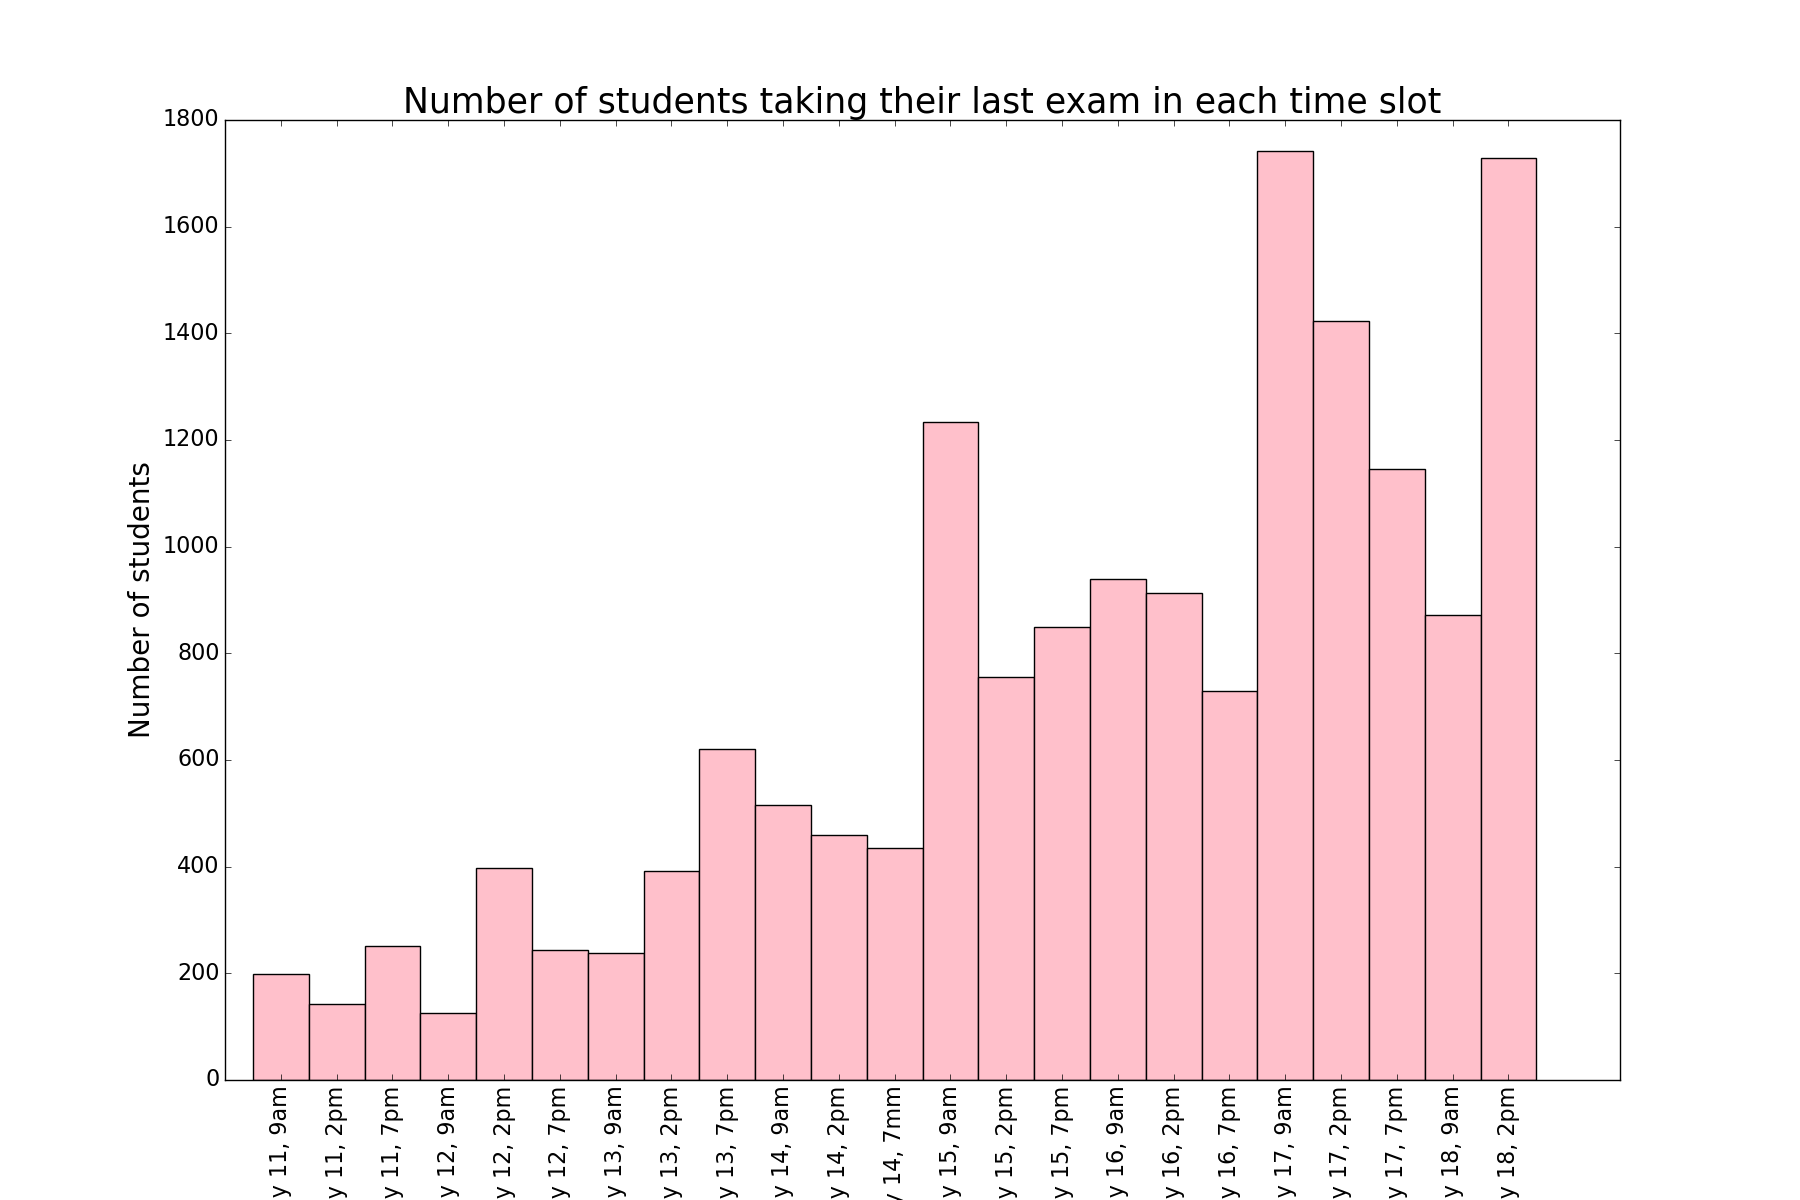 Number of students taking their last exam in each time slot
Number of students
1800
1600
1400
1200
1000
800
600
400
200
0
y 11, 9am
y 11, 2pm
y 11, 7pm
y 12, 9am
y 12, 2pm
y 12, 7pm
y 13, 9am
y 13, 2pm
y 13, 7pm
y 14, 9am
y 14, 2pm
y 14, 7mm
y 15, 9am
y 15, 2pm
y 15, 7pm
y 16, 9am
y 16, 2pm
y 16, 7pm
y 17, 9am
y 17, 2pm
y 17, 7pm
y 18, 9am
y 18, 2pm